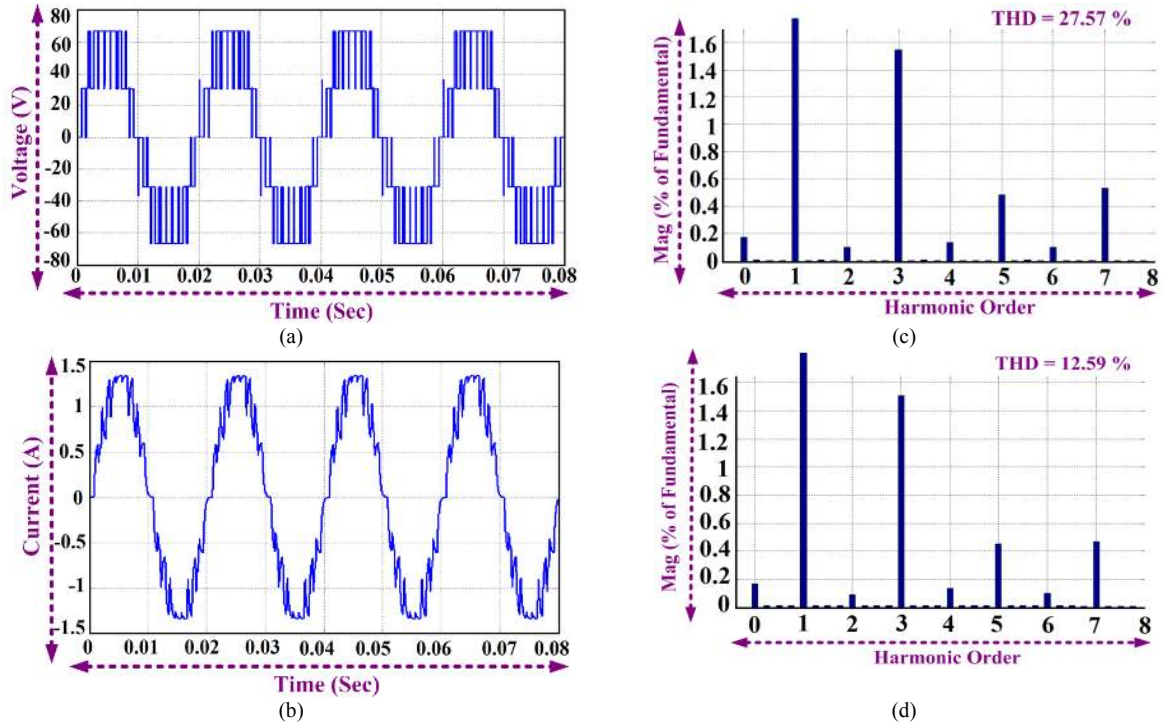 80
60
40
20
0
-20
-40
-60
-80
Voltage (V)
0 0.01 0.02 0.03 0.04 0.05 0.06 0.07 0.08
Time (Sec)
(a)
THD = 27.57 %
1.6
1.4
1.2
1
0.8
0.6
0.4
0.2
0
Mag (% of Fundamental)
0 1 2 3 4 5 6 7 8
Harmonic Order
(c)
1.5
1
0.5
0
-0.5
-1
-1.5
Current (A)
0 0.01 0.02 0.03 0.04 0.05 0.06 0.07 0.08
Time (Sec)
(b)
THD = 12.59 %
1.6
1.4
1.2
1
0.8
0.6
0.4
0.2
0
Mag (% of Fundamental)
0 1 2 3 4 5 6 7 8
Harmonic Order
(d)